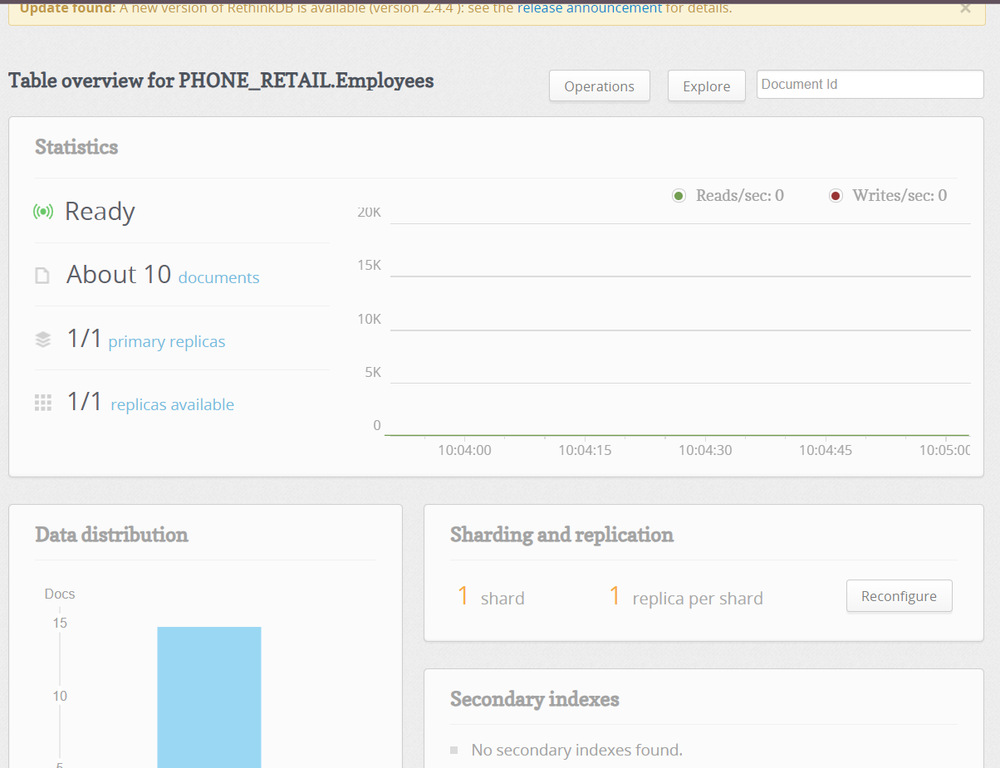 Update found: A new version of RethinkDB is available (version 2.4.4 ): see the release announcement for details. ×
Table overview for PHONE_RETAIL.Employees
Operations
Explore
Document Id
Statistics
Ready
About 10 documents
1/1 primary replicas
1/1 replicas available
Reads/sec: 0
Writes/sec: 0
20K
15K
10K
5K
0
10:04:00 10:04:15 10:04:30 10:04:45 10:05:00
Data distribution
Docs
15
10
5
Sharding and replication
1 shard
1 replica per shard
Reconfigure
Secondary indexes
No secondary indexes found.